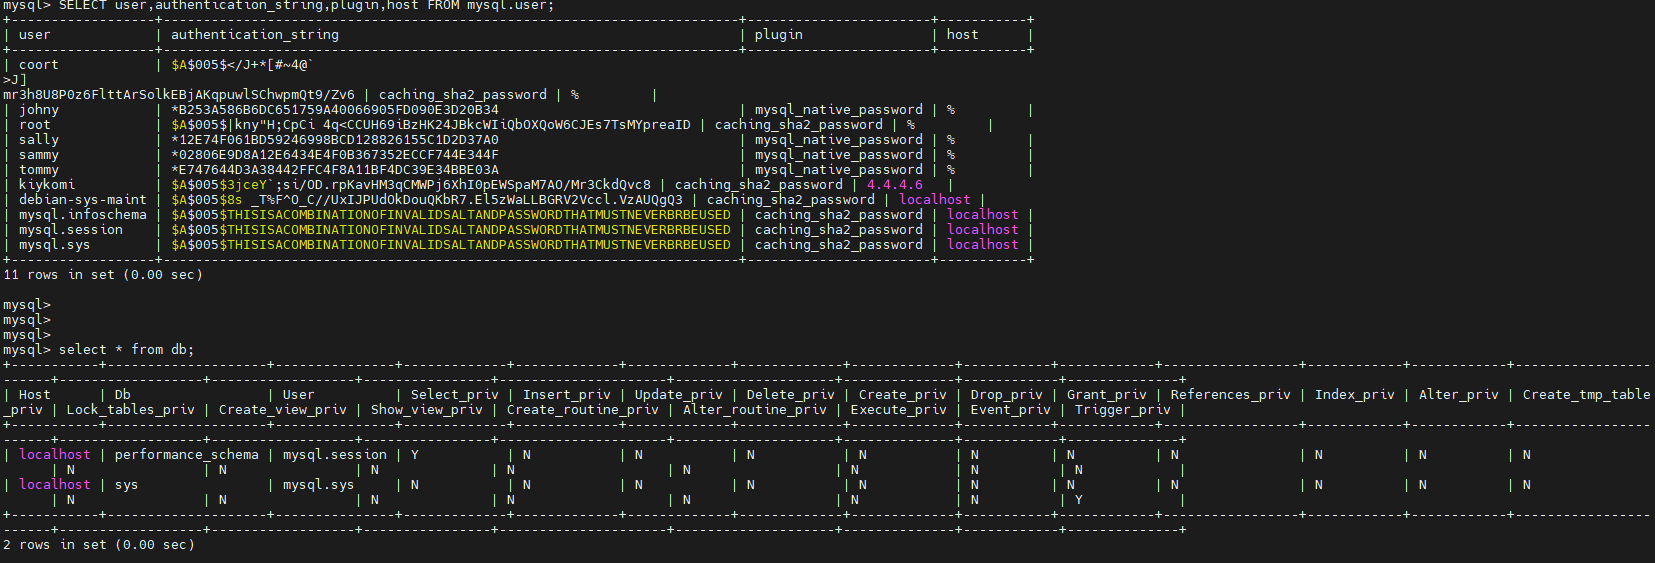 mysql> SELECT user,authentication_string,plugin,host FROM mysql.user;
+------------------+------------------------------------------------------------------------+-----------------------+-----------+
| user             | authentication_string                                                  | plugin                | host      |
+------------------+------------------------------------------------------------------------+-----------------------+-----------+
| coort            | $A$005$</J+*[#~4@`
>J]
mr3h8U8P0z6FlttArSolkEBjAKqpuwlSChwpmQt9/Zv6 | caching_sha2_password | %         |
| johny            | *B253A586B6DC651759A40066905FD090E3D20B34                              | mysql_native_password | %         |
| root             | $A$005$|kny"H;CpCi 4q<CCUH69iBzHK24JBkcWIiQbOXQoW6CJEs7TsMYpreaID | caching_sha2_password | %         |
| sally            | *12E74F061BD59246998BCD128826155C1D2D37A0                              | mysql_native_password | %         |
| sammy            | *02806E9D8A12E6434E4F0B367352ECCF744E344F                              | mysql_native_password | %         |
| tommy            | *E747644D3A38442FFC4F8A11BF4DC39E34BBE03A                              | mysql_native_password | %         |
| kiykomi          | $A$005$3jceY`;si/OD.rpKavHM3qCMWPj6XhI0pEWSpaM7AO/Mr3CkdQvc8 | caching_sha2_password | 4.4.4.6   |
| debian-sys-maint | $A$005$8s _T%F^O_C//UxIJPUdOkDouQKbR7.El5zWaLLBGRV2Vccl.VzAUQgQ3 | caching_sha2_password | localhost |
| mysql.infoschema | $A$005$THISISACOMBINATIONOFINVALIDSALTANDPASSWORDTHATMUSTNEVERBRBEUSED | caching_sha2_password | localhost |
| mysql.session    | $A$005$THISISACOMBINATIONOFINVALIDSALTANDPASSWORDTHATMUSTNEVERBRBEUSED | caching_sha2_password | localhost |
| mysql.sys        | $A$005$THISISACOMBINATIONOFINVALIDSALTANDPASSWORDTHATMUSTNEVERBRBEUSED | caching_sha2_password | localhost |
+------------------+------------------------------------------------------------------------+-----------------------+-----------+
11 rows in set (0.00 sec)
mysql>
mysql>
mysql>
mysql> select * from db;
+-----------+--------------------+---------------+-------------+-------------+-------------+-------------+-------------+-----------+------------+-----------------+------------+------------+-----------------
------+------------------+------------------+----------------+---------------------+--------------------+--------------+------------+--------------+
| Host      | Db                 | User          | Select_priv | Insert_priv | Update_priv | Delete_priv | Create_priv | Drop_priv | Grant_priv | References_priv | Index_priv | Alter_priv | Create_tmp_table
_priv | Lock_tables_priv | Create_view_priv | Show_view_priv | Create_routine_priv | Alter_routine_priv | Execute_priv | Event_priv | Trigger_priv |
+-----------+--------------------+---------------+-------------+-------------+-------------+-------------+-------------+-----------+------------+-----------------+------------+------------+-----------------
------+------------------+------------------+----------------+---------------------+--------------------+--------------+------------+--------------+
| localhost | performance_schema | mysql.session | Y           | N           | N           | N           | N           | N         | N          | N               | N          | N          | N
      | N                | N                | N              | N                   | N                  | N            | N          | N            |
| localhost | sys                | mysql.sys     | N           | N           | N           | N           | N           | N         | N          | N               | N          | N          | N
      | N                | N                | N              | N                   | N                  | N            | N          | Y            |
+-----------+--------------------+---------------+-------------+-------------+-------------+-------------+-------------+-----------+------------+-----------------+------------+------------+-----------------
------+------------------+------------------+----------------+---------------------+--------------------+--------------+------------+--------------+
2 rows in set (0.00 sec)